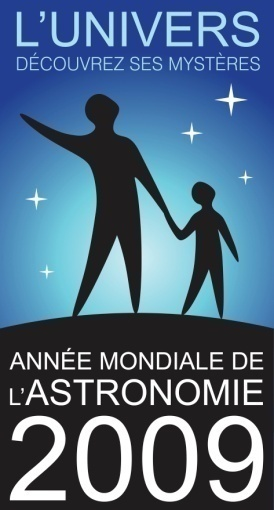 L'UNIVERS
DÉCOUVREZ SES MYSTÈRES
ANNÉE MONDIALE DE
L'ASTRONOMIE
2009